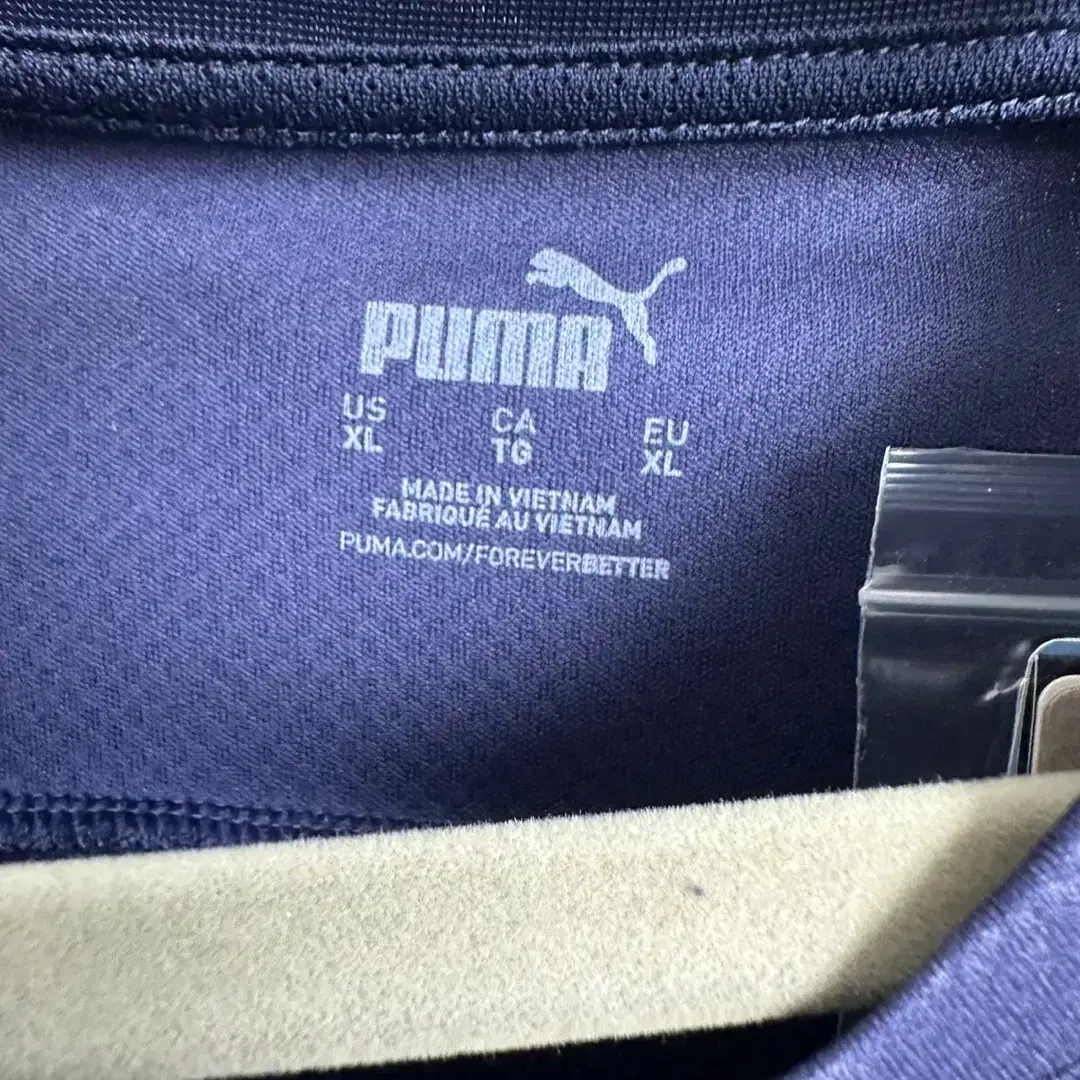 PUMA
US CA EU
XL TG XL
MADE IN VIETNAM
FABRIQUÉ AU VIETNAM
PUMA.COM/FOREVERBETTER